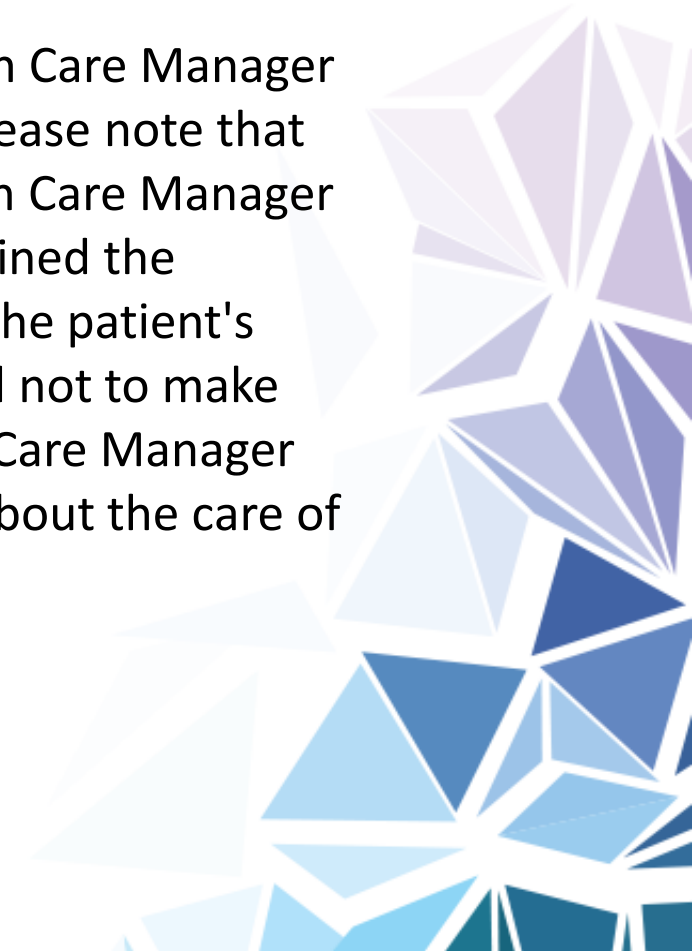 n Care Manager
ease note that
n Care Manager
ined the
he patient's
not to make
Care Manager
bout the care of